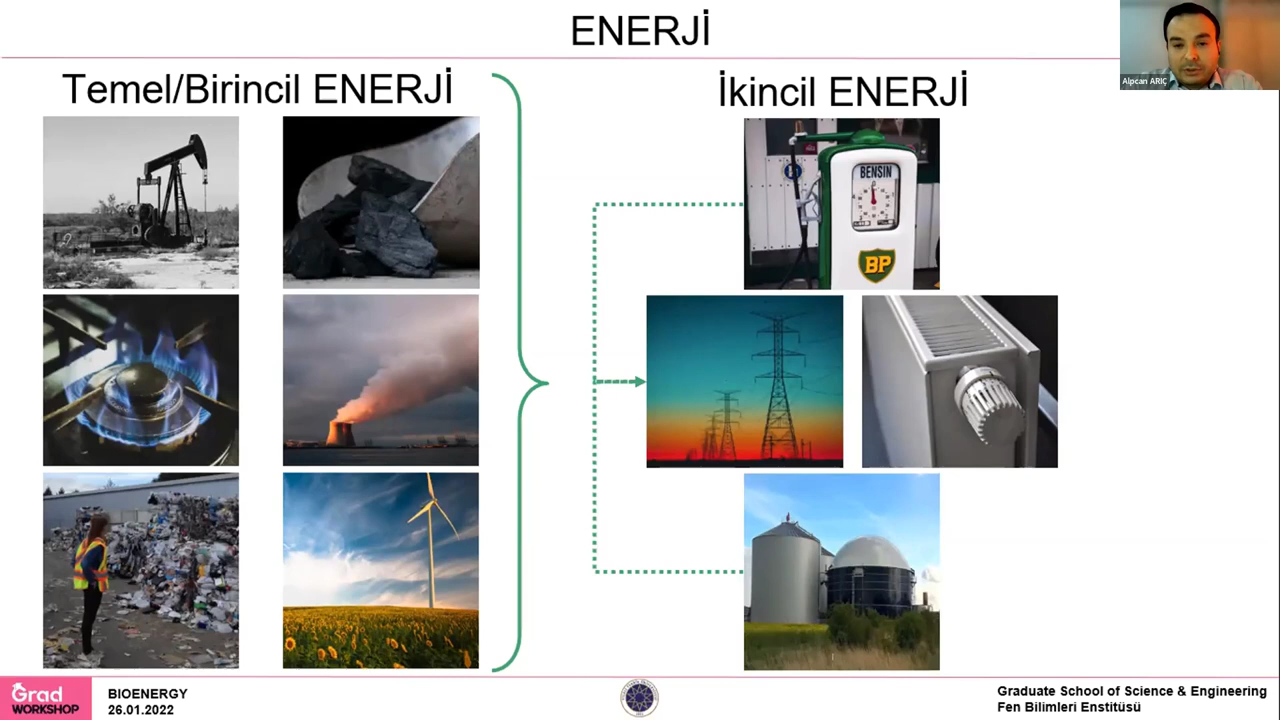 ENERJİ
Alpcan ARIÇ
Temel/Birincil ENERJİ
İkincil ENERJİ
BENSIN
BP
Grad
WORKSHOP
BIOENERGY
26.01.2022
Graduate School of Science & Engineering
Fen Bilimleri Enstitüsü